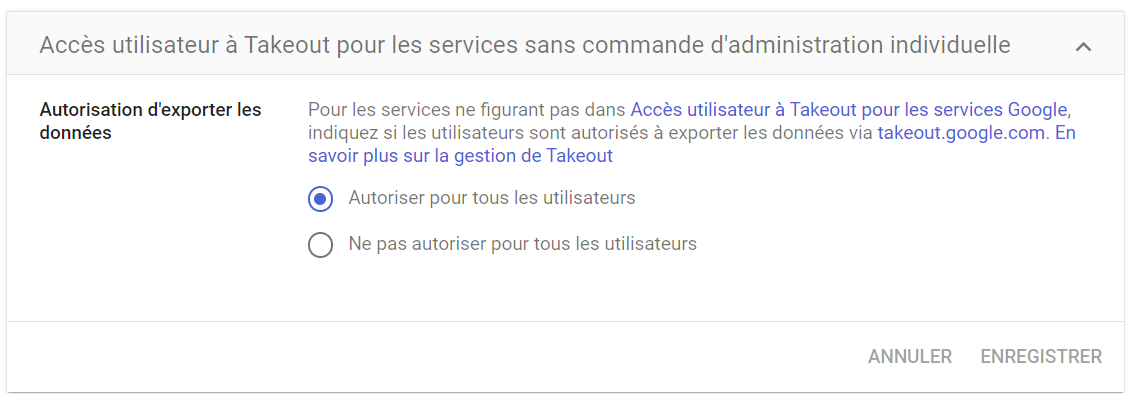 Accès utilisateur à Takeout pour les services sans commande d'administration individuelle
Autorisation d'exporter les
données
Pour les services ne figurant pas dans Accès utilisateur à Takeout pour les services Google,
indiquez si les utilisateurs sont autorisés à exporter les données via takeout.google.com. En
savoir plus sur la gestion de Takeout
Autoriser pour tous les utilisateurs
Ne pas autoriser pour tous les utilisateurs
ANNULER ENREGISTRER